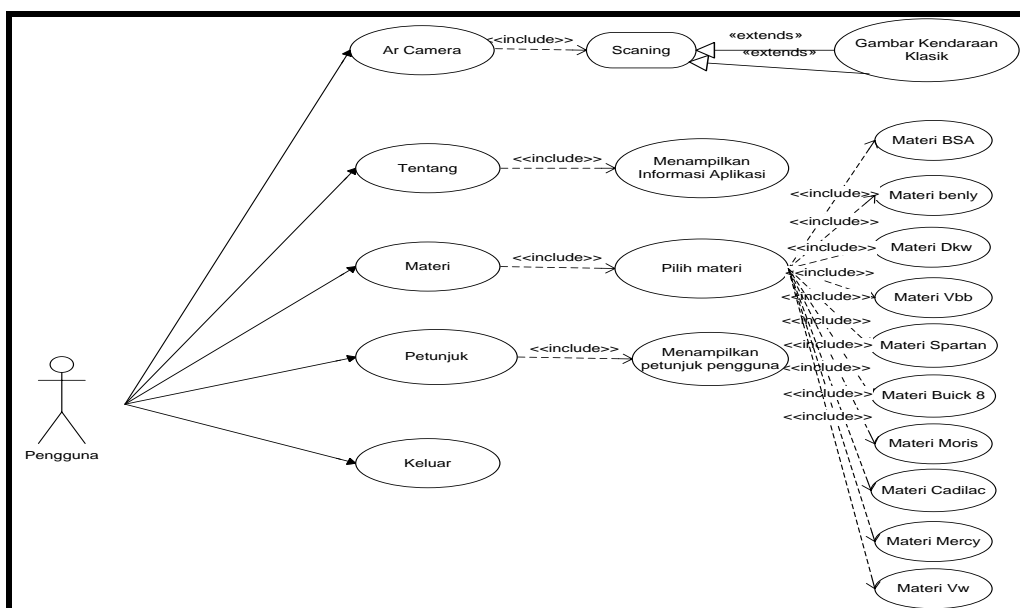 Ar Camera
<<include>>
Scaning
«extends»
«extends»
Gambar Kendaraan
Klasik
Tentang
<<include>>
Menampilkan
Informasi Aplikasi
Materi
<<include>>
Pilih materi
Petunjuk
<<include>>
Menampilkan
petunjuk pengguna
Keluar
Pengguna
<<include>>
<<include>>
<<include>>
<<include>>
<<include>>
<<include>>
<<include>>
<<include>>
<<include>>
<<include>>
Materi BSA
Materi benly
Materi Dkw
Materi Vbb
Materi Spartan
Materi Buick 8
Materi Moris
Materi Cadilac
Materi Mercy
Materi Vw